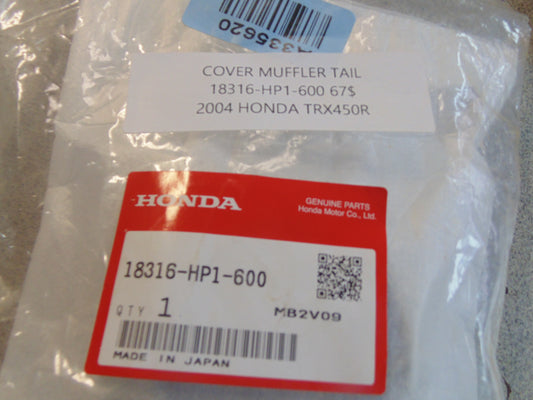 A335620
COVER MUFFLER TAIL
18316-HP1-600 67$
2004 HONDA TRX450R
HONDA
GENUINE PARTS
Honda Motor Co., Ltd.
18316-HP1-600
QTY 1
MB2V09
MADE IN JAPAN